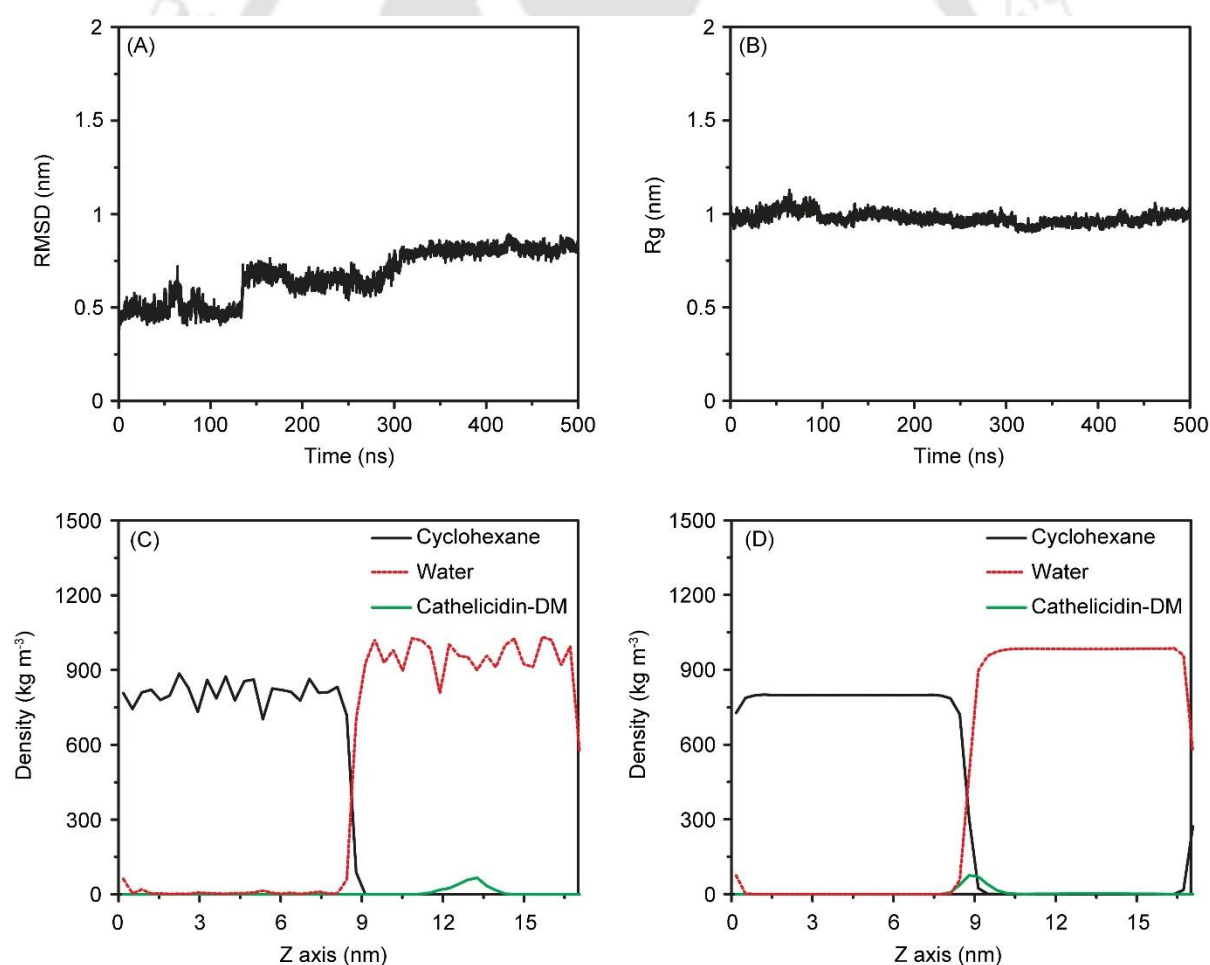 (A)
2
1.5
1
0.5
0
RMSD (nm)
0 100 200 300 400 500
Time (ns)
(B)
2
1.5
1
0.5
0
Rg (nm)
0 100 200 300 400 500
Time (ns)
(C)
Cyclohexane
Water
Cathelicidin-DM
1500
1200
900
600
300
0
Density (kg m⁻³)
0 3 6 9 12 15
Z axis (nm)
(D)
Cyclohexane
Water
Cathelicidin-DM
1500
1200
900
600
300
0
Density (kg m⁻³)
0 3 6 9 12 15
Z axis (nm)